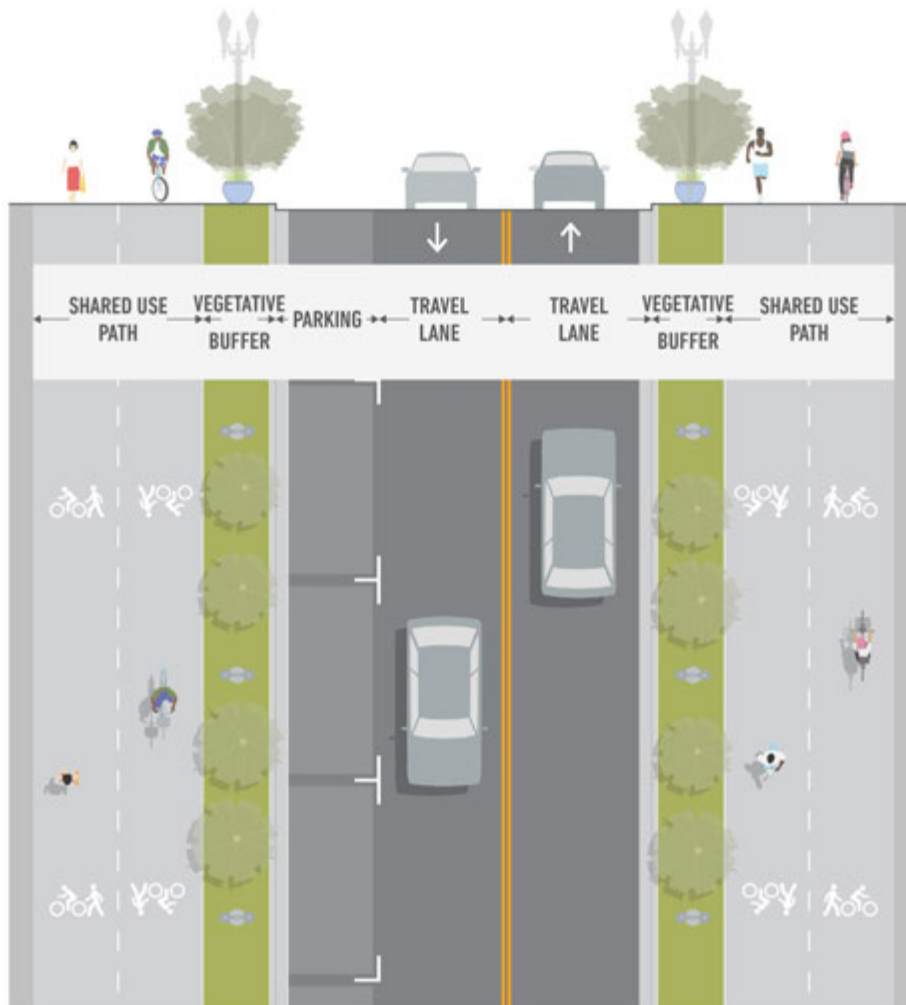 SHARED USE
PATH
VEGETATIVE
BUFFER
PARKING
TRAVEL
LANE
TRAVEL
LANE
VEGETATIVE
BUFFER
SHARED USE
PATH